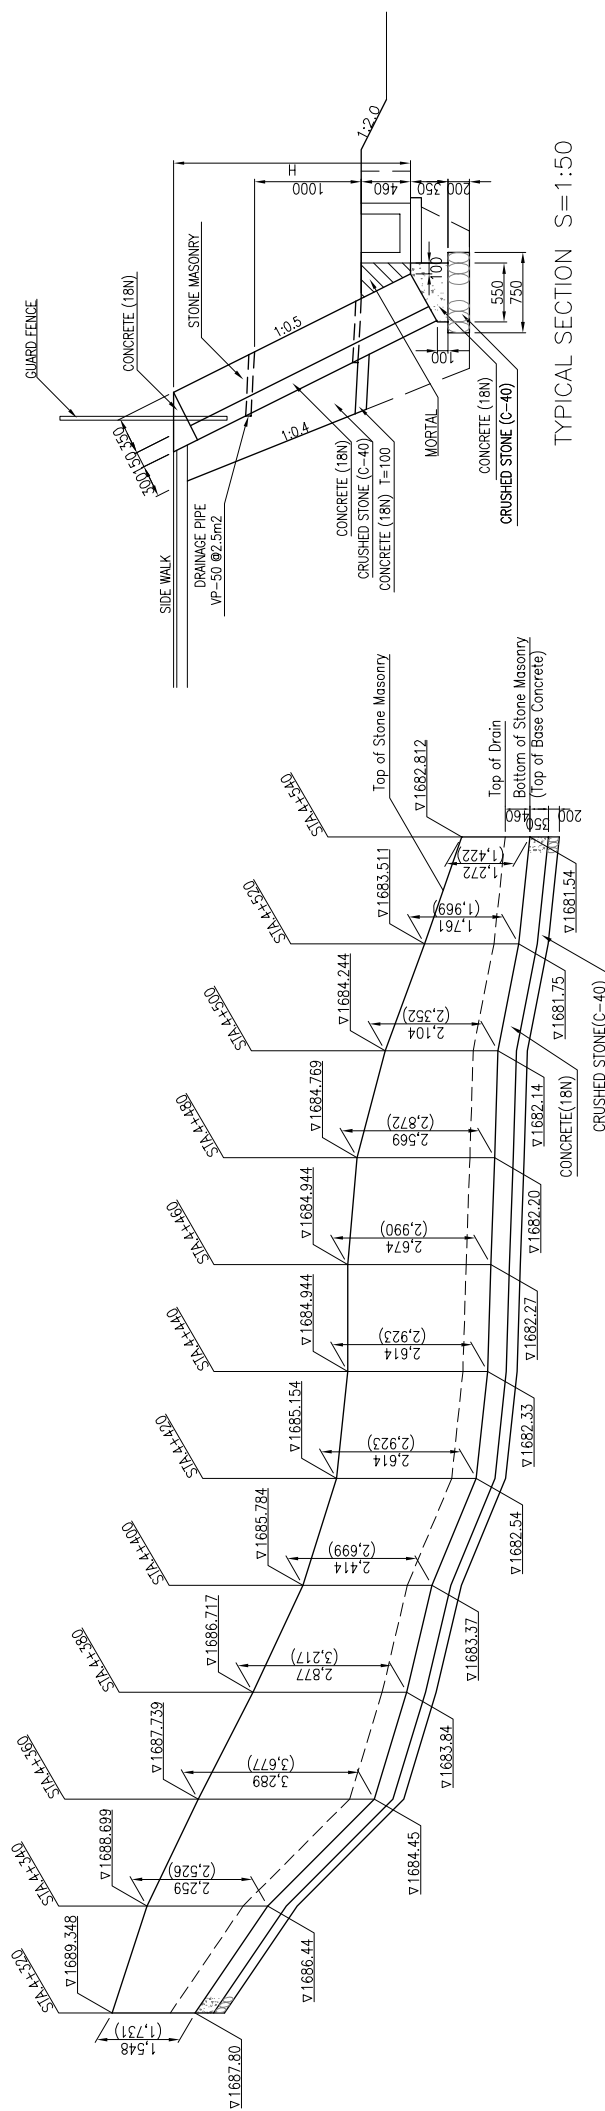 GUARD FENCE
CONCRETE (18N)
STONE MASONRY
SIDE WALK
300
150
350
1:0.5
1:0.4
1:2.0
H
1000
460
350
200
100
100
550
750
DRAINAGE PIPE
VP-50 @2.5m2
CONCRETE (18N)
CRUSHED STONE (C-40)
CONCRETE (18N) T=100
MORTAL
CONCRETE (18N)
CRUSHED STONE (C-40)
TYPICAL SECTION S=1:50
STA.4+320
▽1689.348
1,548
(1,731)
▽1687.80
STA.4+340
▽1688.699
2,259
(2,526)
▽1686.44
STA.4+360
▽1687.739
3,289
(3,677)
▽1684.45
STA.4+380
▽1686.717
2,877
(3,217)
▽1683.84
STA.4+400
▽1685.784
2,414
(2,699)
▽1683.37
STA.4+420
▽1685.154
2,614
(2,923)
▽1682.54
STA.4+440
▽1684.944
2,614
(2,923)
▽1682.33
STA.4+460
▽1684.944
2,674
(2,990)
▽1682.27
STA.4+480
▽1684.769
2,569
(2,872)
▽1682.20
STA.4+500
▽1684.244
2,104
(2,352)
▽1682.14
STA.4+520
▽1683.511
1,761
(1,969)
▽1681.75
STA.4+540
▽1682.812
1,272
(1,422)
▽1681.54
Top of Stone Masonry
Top of Drain
Bottom of Stone Masonry
(Top of Base Concrete)
460
350
200
CONCRETE(18N)
CRUSHED STONE(C-40)